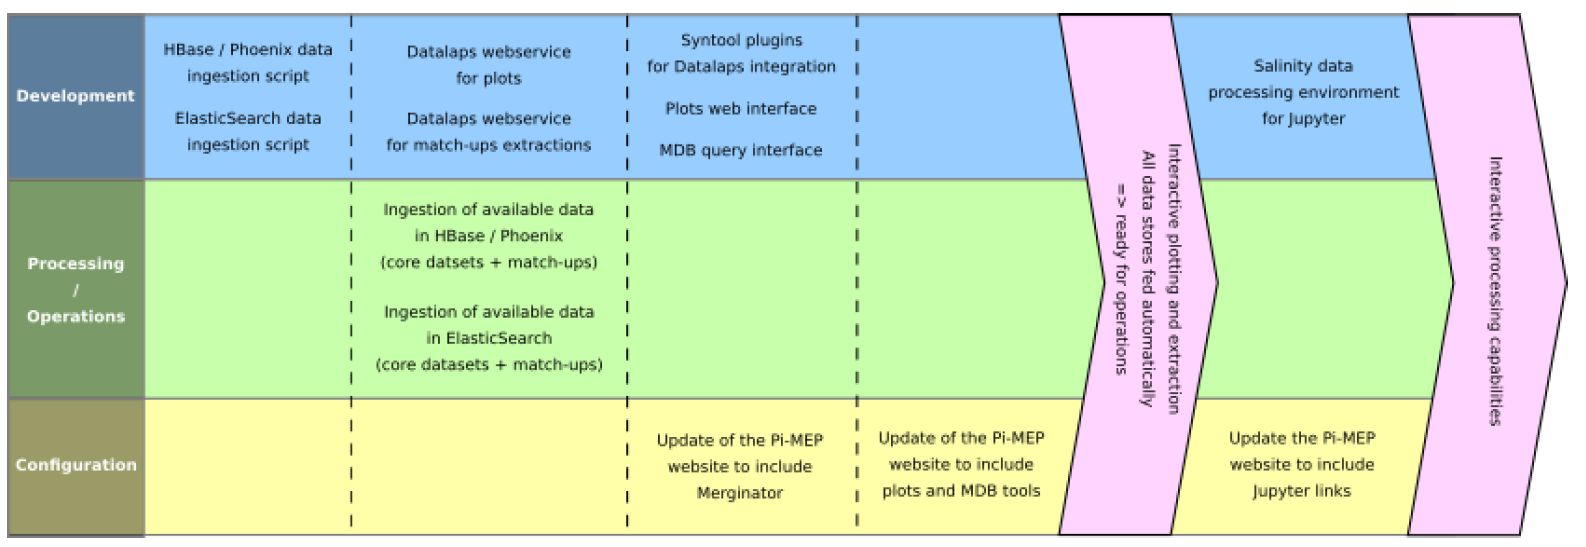 Development
HBase / Phoenix data
ingestion script
ElasticSearch data
ingestion script
Datalaps webservice
for plots
Datalaps webservice
for match-ups extractions
Syntool plugins
for Datalaps integration
Plots web interface
MDB query interface
Salinity data
processing environment
for Jupyter
Processing
/
Operations
Ingestion of available data
in HBase / Phoenix
(core datsets + match-ups)
Ingestion of available data
in ElasticSearch
(core datasets + match-ups)
Configuration
Update of the Pi-MEP
website to include
Merginator
Update of the Pi-MEP
website to include
plots and MDB tools
Update the Pi-MEP
website to include
Jupyter links
Interactive plotting and extraction
All data stores fed automatically
=> ready for operations
Interactive processing capabilities